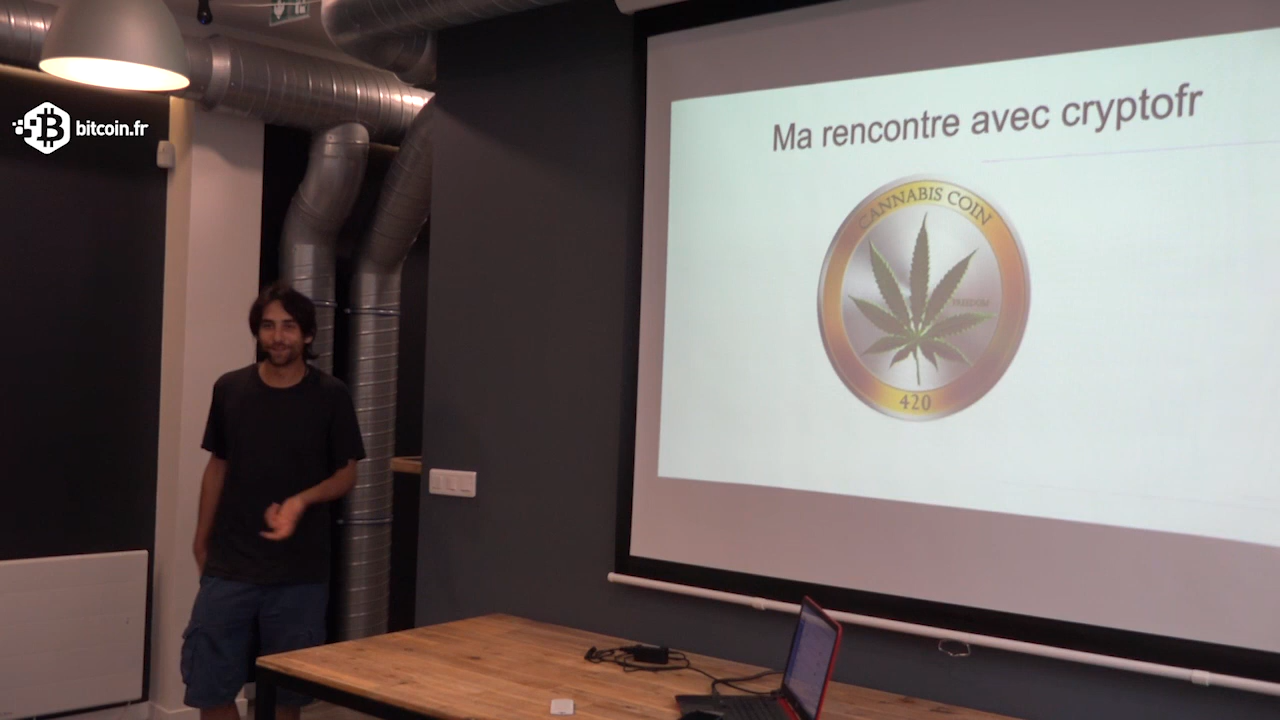 bitcoin.fr
Ma rencontre avec cryptofr
CANNABIS COIN
FREEDOM
420